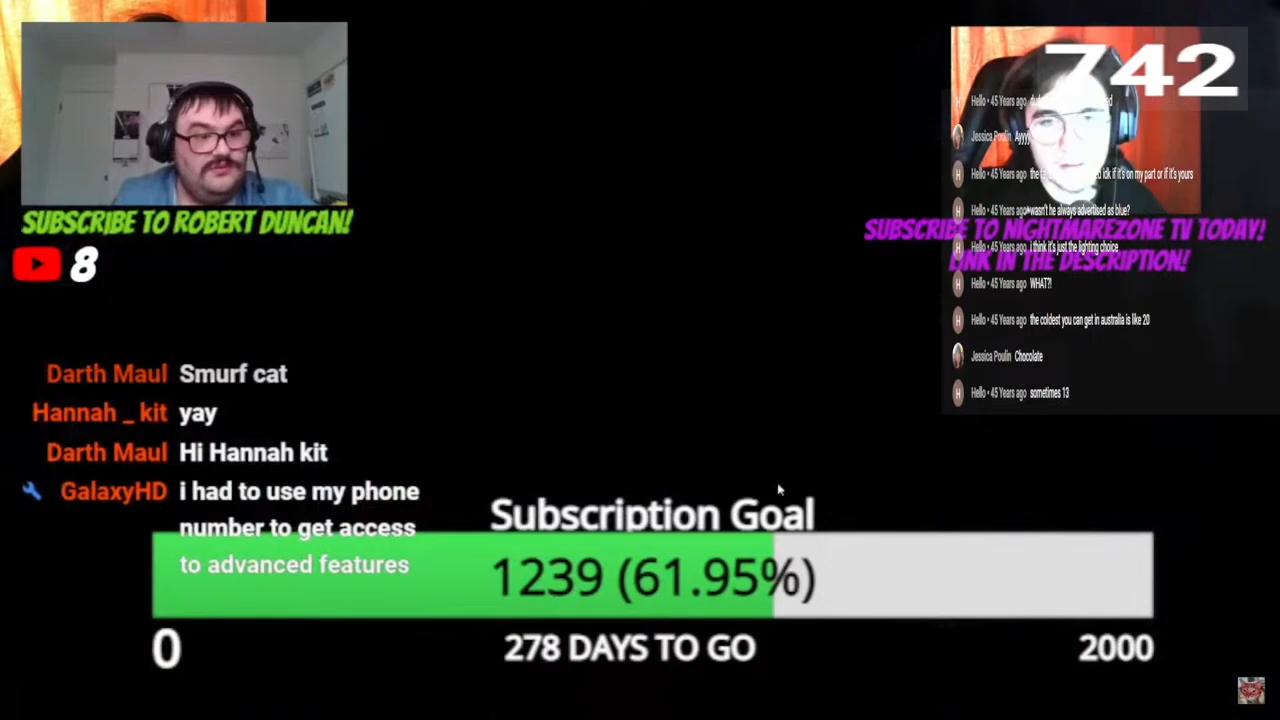 742
SUBSCRIBE TO ROBERT DUNCAN!
8
Hello • 45 Years ago
Jessica Poulin Ayyy
Hello • 45 Years ago idk if it's on my part or if it's yours
Hello • 45 Years ago wasn't he always advertised as blue?
SUBSCRIBE TO NIGHTMAREZONE TV TODAY!
Hello • 45 Years ago i think it's just the lighting choice
LINK IN THE DESCRIPTION!
Hello • 45 Years ago WHAT?!
Hello • 45 Years ago the coldest you can get in australia is like 20
Jessica Poulin Chocolate
Hello • 45 Years ago sometimes 13
Darth Maul Smurf cat
Hannah _ kit yay
Darth Maul Hi Hannah kit
GalaxyHD i had to use my phone
number to get access
to advanced features
Subscription Goal
1239 (61.95%)
0 278 DAYS TO GO 2000